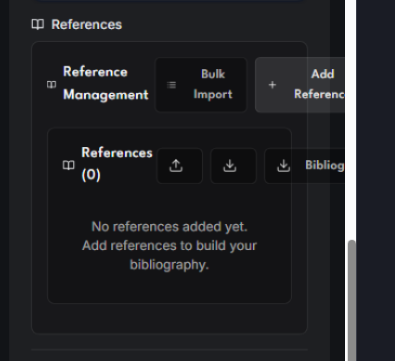 References
Reference
Management
Bulk
Import
Add
Referenc
References
(0)
Bibliog
No references added yet.
Add references to build your
bibliography.